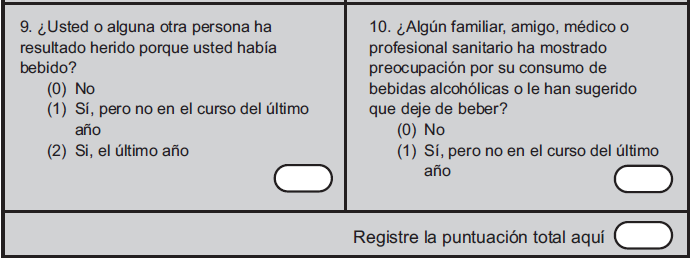 9. ¿Usted o alguna otra persona ha
resultado herido porque usted había
bebido?
(0) No
(1) Sí, pero no en el curso del último
año
(2) Si, el último año
10. ¿Algún familiar, amigo, médico o
profesional sanitario ha mostrado
preocupación por su consumo de
bebidas alcohólicas o le han sugerido
que deje de beber?
(0) No
(1) Sí, pero no en el curso del último
año
Registre la puntuación total aquí